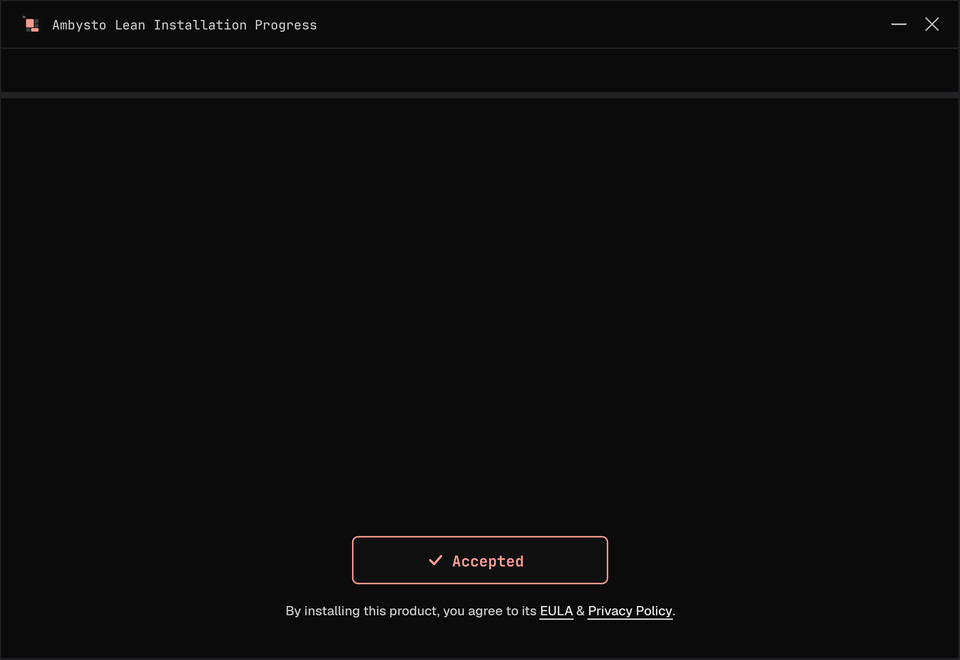 Ambysto Lean Installation Progress
Accepted
By installing this product, you agree to its EULA & Privacy Policy.